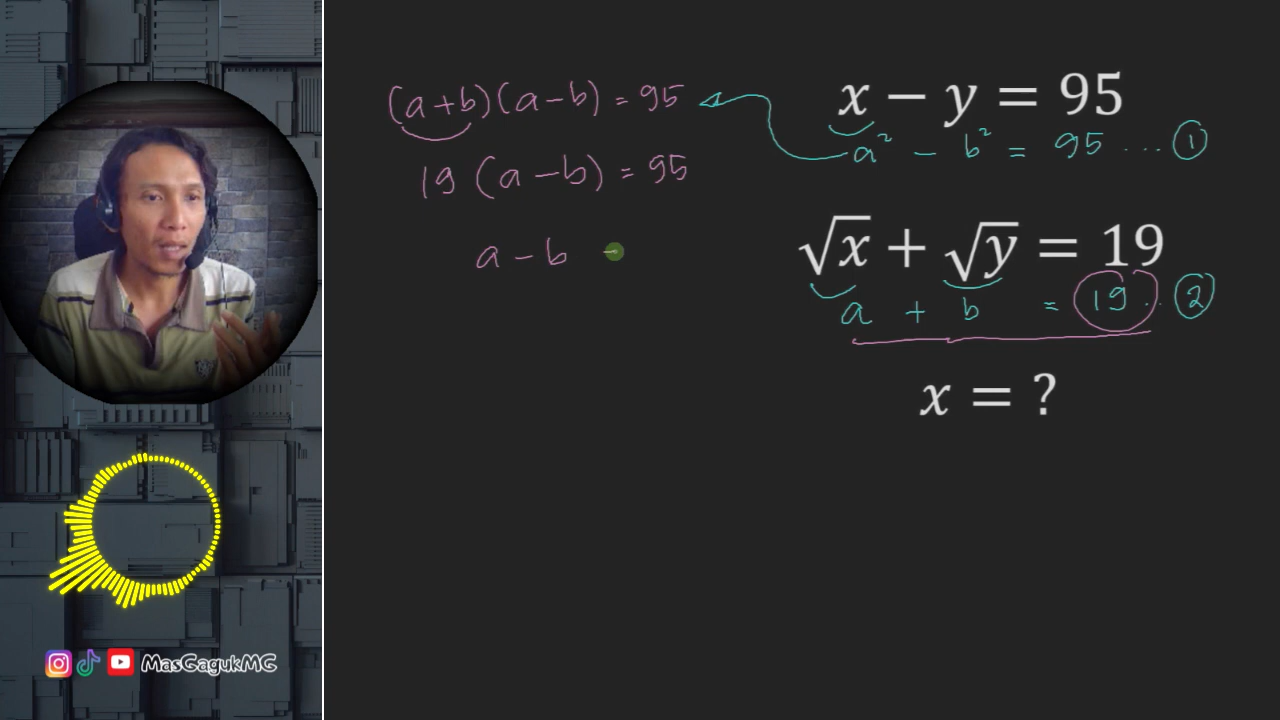 (a+b)(a-b) = 95
19 (a-b) = 95
a - b =
x − y = 95
a² - b² = 95 ... ①
√x + √y = 19
a + b = 19 .. ②
x = ?
MasGagukMG